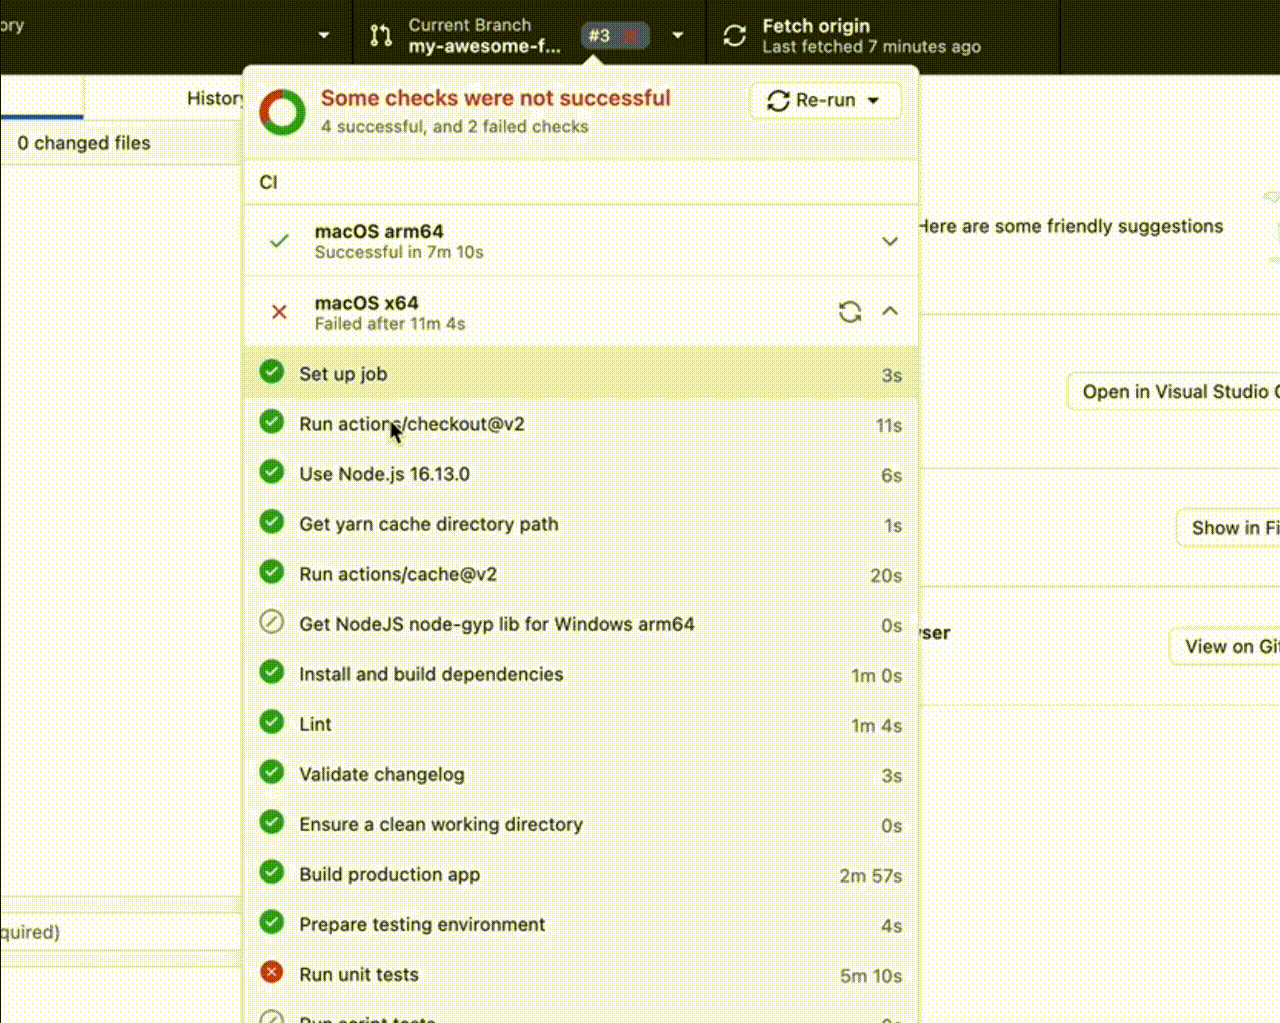 ory
Current Branch
my-awesome-f...
#3
Fetch origin
Last fetched 7 minutes ago
History
0 changed files
Some checks were not successful
4 successful, and 2 failed checks
Re-run
CI
macOS arm64
Successful in 7m 10s
Here are some friendly suggestions
macOS x64
Failed after 11m 4s
Set up job 3s
Open in Visual Studio C
Run actions/checkout@v2 11s
Use Node.js 16.13.0 6s
Get yarn cache directory path 1s
Show in Fi
Run actions/cache@v2 20s
Get NodeJS node-gyp lib for Windows arm64 0s
wser
View on Git
Install and build dependencies 1m 0s
Lint 1m 4s
Validate changelog 3s
Ensure a clean working directory 0s
Build production app 2m 57s
Prepare testing environment 4s
quired)
Run unit tests 5m 10s
Run script tests 0s